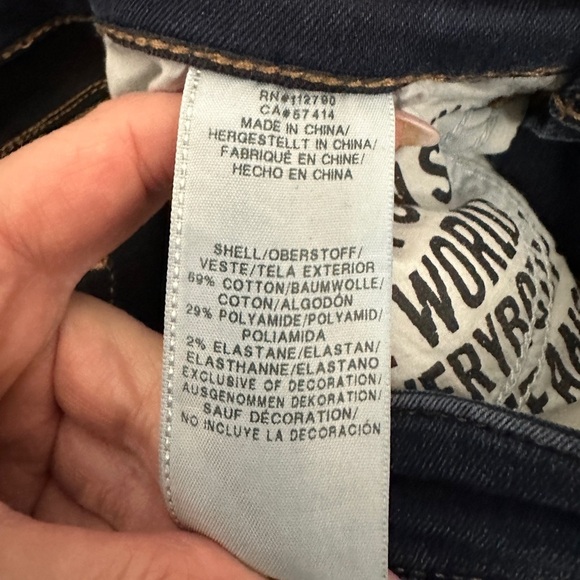 RN#112790
CA#57414
MADE IN CHINA/
HERGESTELLT IN CHINA/
FABRIQUÉ EN CHINE/
HECHO EN CHINA
SHELL/OBERSTOFF/
VESTE/TELA EXTERIOR
69% COTTON/BAUMWOLLE/
COTON/ALGODÓN
29% POLYAMIDE/POLYAMID/
POLIAMIDA
2% ELASTANE/ELASTAN/
ELASTHANNE/ELASTANO
EXCLUSIVE OF DECORATION/
AUSGENOMMEN DEKORATION/
SAUF DÉCORATION/
NO INCLUYE LA DECORACIÓN
WORLD